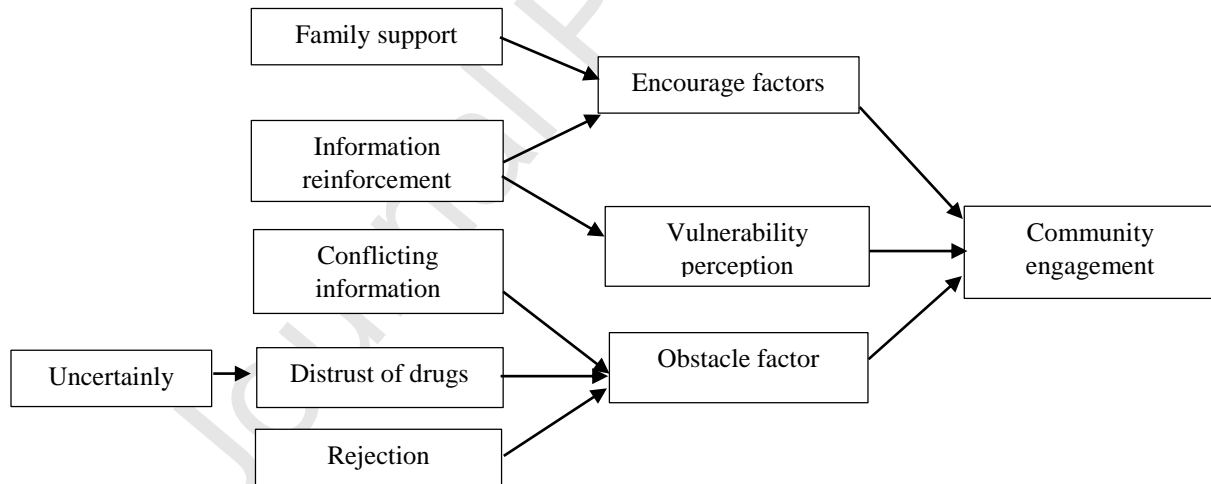 Family support
Encourage factors
Information
reinforcement
Vulnerability
perception
Community
engagement
Conflicting
information
Obstacle factor
Uncertainly
Distrust of drugs
Rejection
Journal P